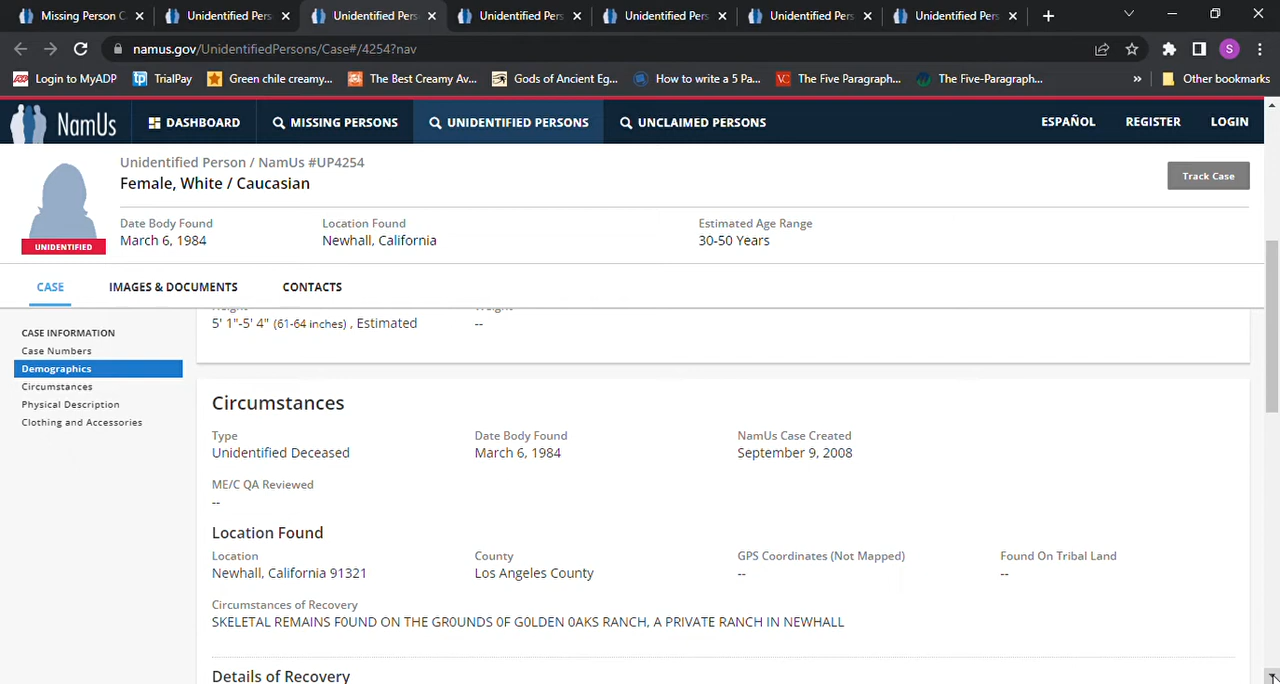 Missing Person C
Unidentified Pers
Unidentified Pers
Unidentified Pers
Unidentified Pers
Unidentified Pers
Unidentified Pers
namus.gov/UnidentifiedPersons/Case#/4254?nav
S
Login to MyADP
tp TrialPay
Green chile creamy...
The Best Creamy Av...
Gods of Ancient Eg...
How to write a 5 Pa...
VC The Five Paragraph...
The Five-Paragraph...
»
Other bookmarks
NamUs
DASHBOARD
MISSING PERSONS
UNIDENTIFIED PERSONS
UNCLAIMED PERSONS
ESPAÑOL
REGISTER
LOGIN
Unidentified Person / NamUs #UP4254
Female, White / Caucasian
Track Case
UNIDENTIFIED
Date Body Found
March 6, 1984
Location Found
Newhall, California
Estimated Age Range
30-50 Years
CASE
IMAGES & DOCUMENTS
CONTACTS
CASE INFORMATION
Case Numbers
Demographics
Circumstances
Physical Description
Clothing and Accessories
Height
5' 1"-5' 4" (61-64 inches) , Estimated
Weight
--
Circumstances
Type
Unidentified Deceased
Date Body Found
March 6, 1984
NamUs Case Created
September 9, 2008
ME/C QA Reviewed
--
Location Found
Location
Newhall, California 91321
County
Los Angeles County
GPS Coordinates (Not Mapped)
--
Found On Tribal Land
--
Circumstances of Recovery
SKELETAL REMAINS F0UND ON THE GR0UNDS 0F G0LDEN 0AKS RANCH, A PRIVATE RANCH IN NEWHALL
Details of Recovery